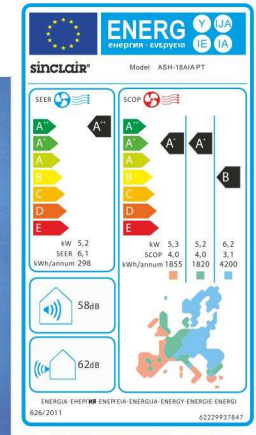 ENERG Y IJA
енергия · ενεργεια IE IA
sınclaır® Model ASH-18AIA PT
SEER SCOP
A++ A++ A++
A+ A+ A+ A+
A A
B B B
C C
D D
E E
kW 5,2 kW 5,3 5,2 6,2
SEER 6,1 SCOP 4,0 4,0 3,1
kWh/annum 298 kWh/annum 1855 1820 4200
58dB
62dB
ENERGIA·ЕНЕРГИЯ·ΕΝΕΡΓΕΙΑ·ENERGIJA·ENERGY·ENERGIE·ENERGI
626/2011 62229937847